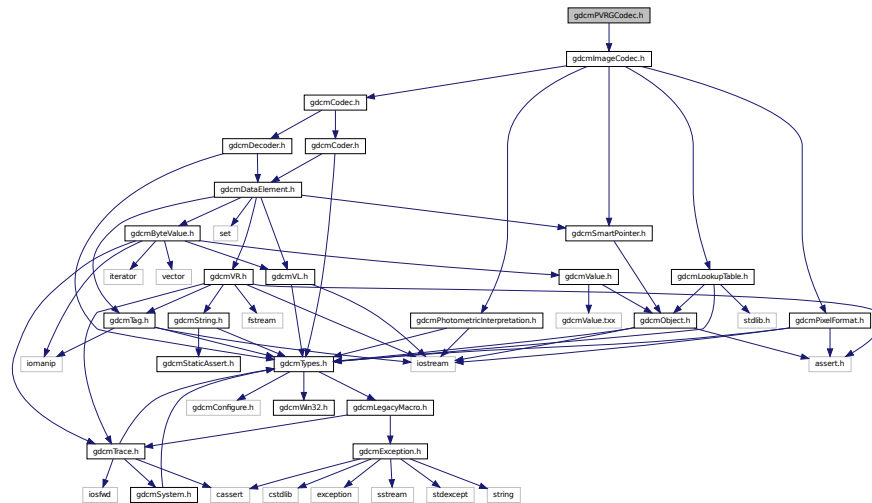 gdcmPVRGCodec.h
gdcmImageCodec.h
gdcmCodec.h
gdcmDecoder.h
gdcmCoder.h
gdcmDataElement.h
gdcmByteValue.h
set
gdcmSmartPointer.h
iterator
vector
gdcmVR.h
gdcmVL.h
gdcmValue.h
gdcmLookupTable.h
gdcmTag.h
gdcmString.h
fstream
gdcmPhotometricInterpretation.h
gdcmValue.txx
gdcmObject.h
stdlib.h
gdcmPixelFormat.h
iomanip
gdcmStaticAssert.h
gdcmTypes.h
iostream
assert.h
gdcmConfigure.h
gdcmWin32.h
gdcmLegacyMacro.h
gdcmTrace.h
gdcmException.h
iosfwd
gdcmSystem.h
cassert
cstdlib
exception
sstream
stdexcept
string